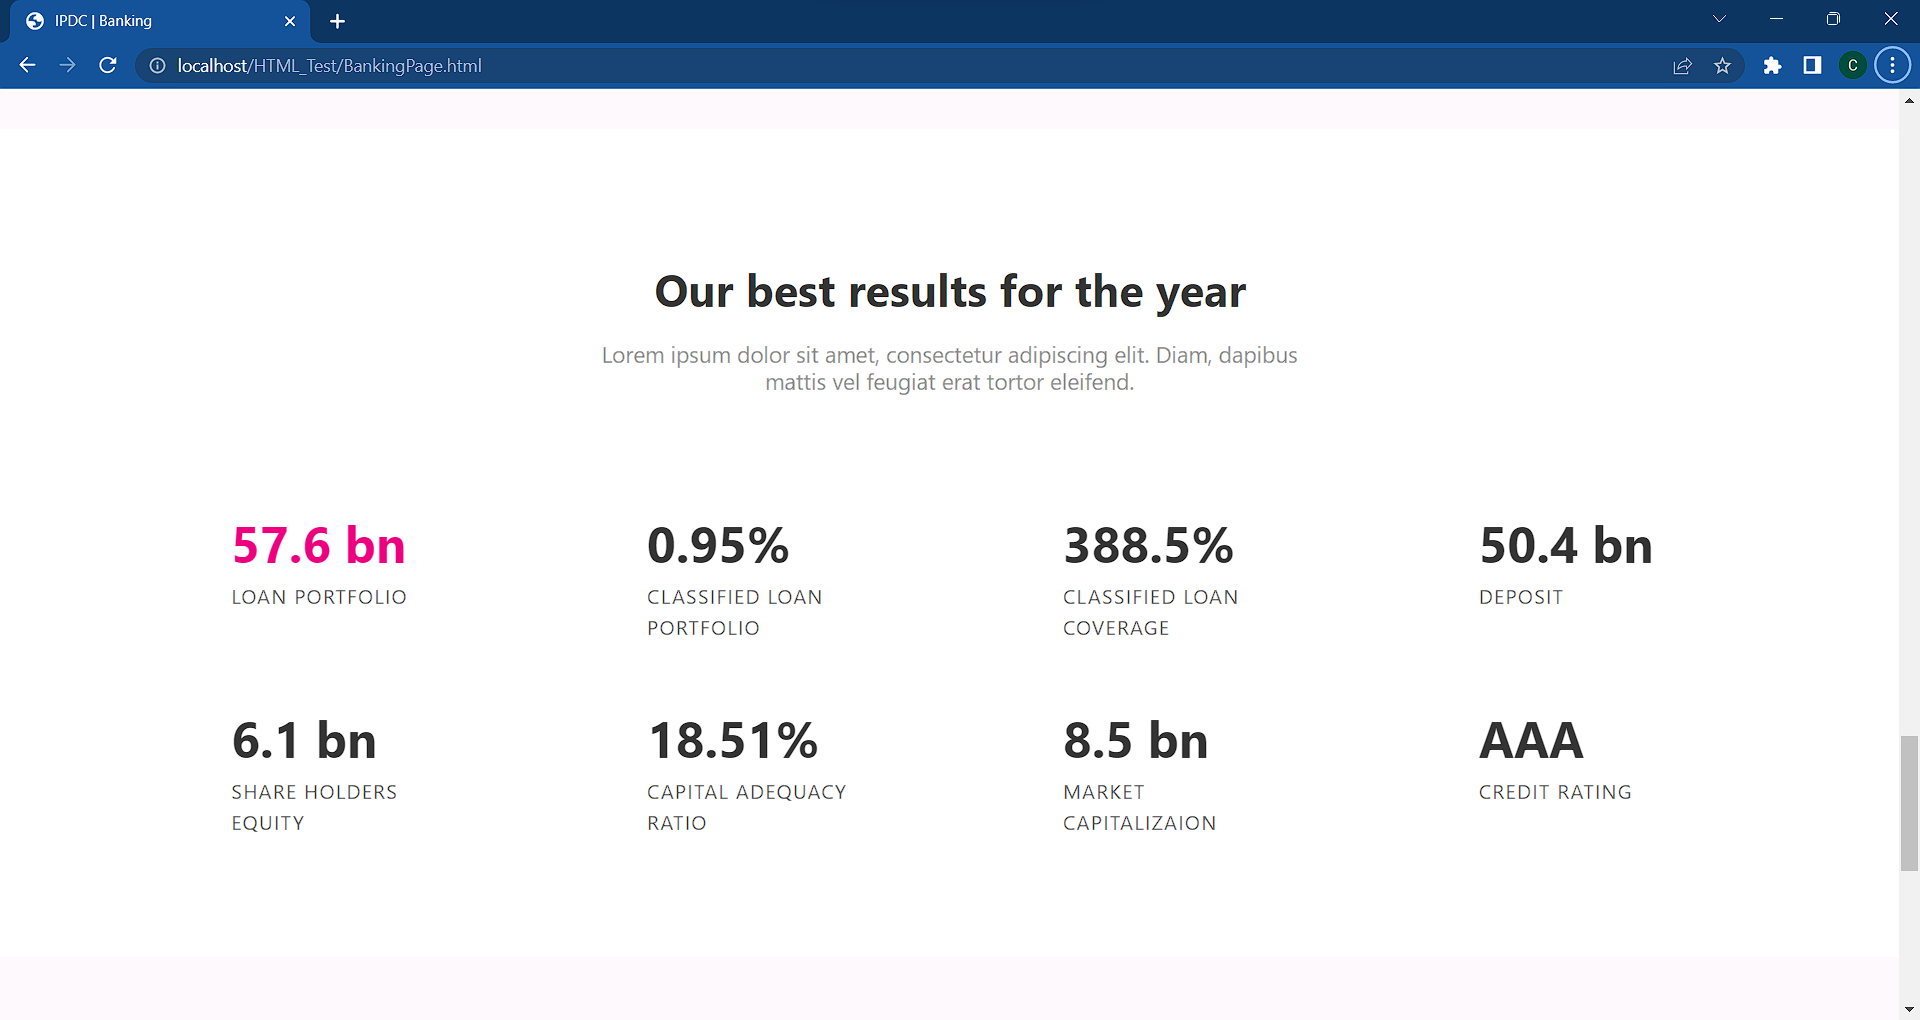 IPDC | Banking
localhost/HTML_Test/BankingPage.html
C
Our best results for the year
Lorem ipsum dolor sit amet, consectetur adipiscing elit. Diam, dapibus
mattis vel feugiat erat tortor eleifend.
57.6 bn
LOAN PORTFOLIO
0.95%
CLASSIFIED LOAN
PORTFOLIO
388.5%
CLASSIFIED LOAN
COVERAGE
50.4 bn
DEPOSIT
6.1 bn
SHARE HOLDERS
EQUITY
18.51%
CAPITAL ADEQUACY
RATIO
8.5 bn
MARKET
CAPITALIZAION
AAA
CREDIT RATING